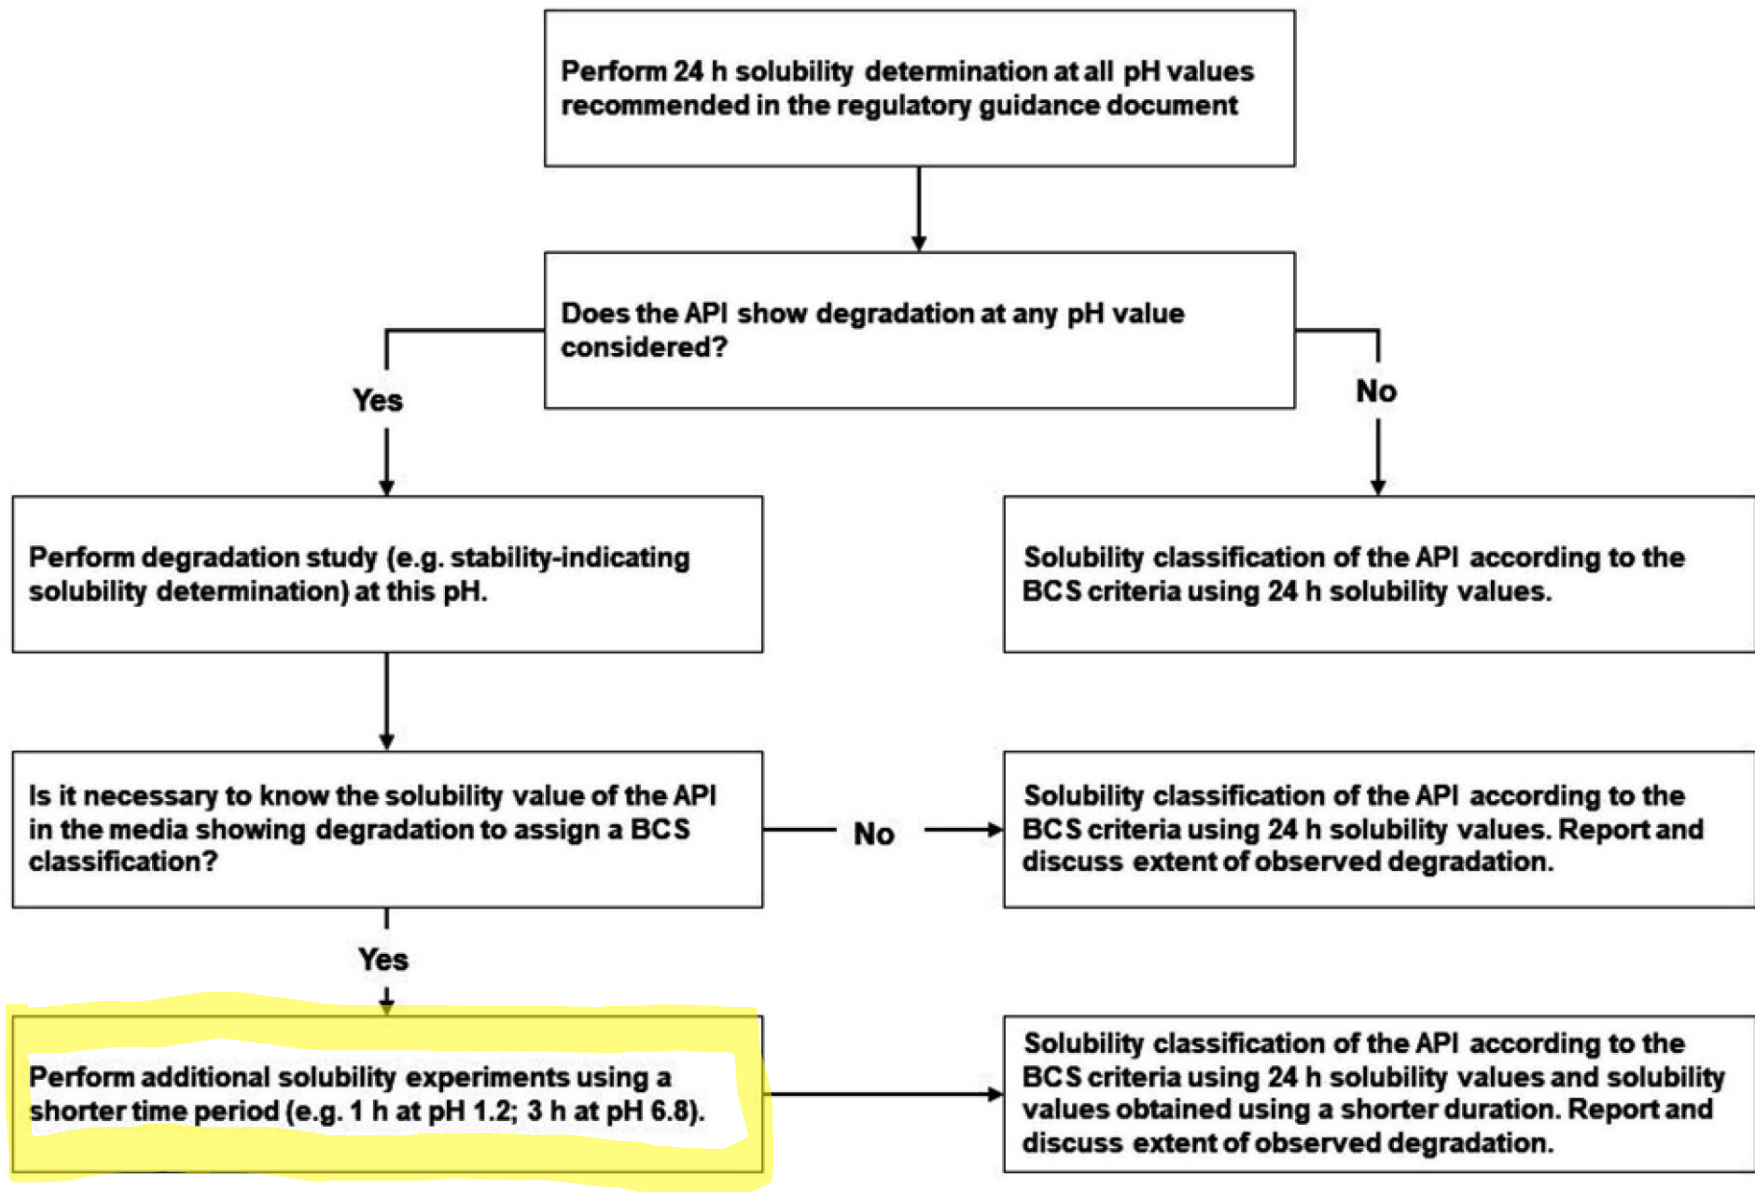 Perform 24 h solubility determination at all pH values
recommended in the regulatory guidance document
Does the API show degradation at any pH value
considered?
Yes
No
Perform degradation study (e.g. stability-indicating
solubility determination) at this pH.
Solubility classification of the API according to the
BCS criteria using 24 h solubility values.
Is it necessary to know the solubility value of the API
in the media showing degradation to assign a BCS
classification?
No
Solubility classification of the API according to the
BCS criteria using 24 h solubility values. Report and
discuss extent of observed degradation.
Yes
Perform additional solubility experiments using a
shorter time period (e.g. 1 h at pH 1.2; 3 h at pH 6.8).
Solubility classification of the API according to the
BCS criteria using 24 h solubility values and solubility
values obtained using a shorter duration. Report and
discuss extent of observed degradation.